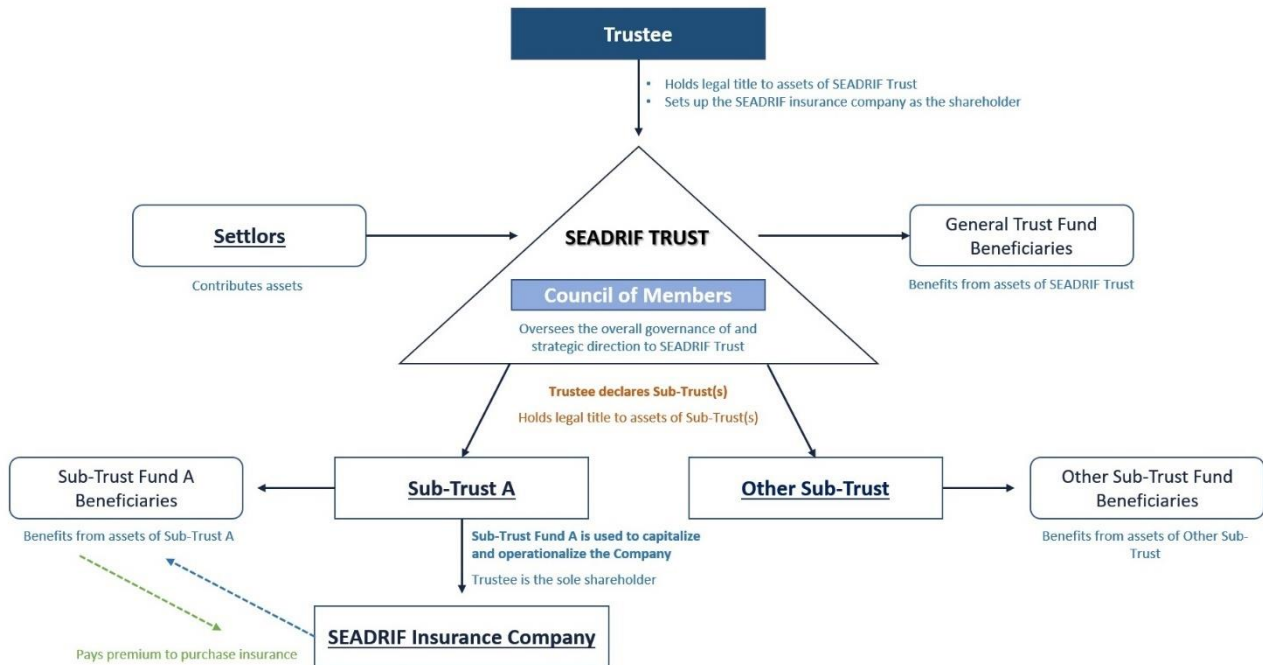 Trustee
• Holds legal title to assets of SEADRIF Trust
• Sets up the SEADRIF insurance company as the shareholder
Settlors
Contributes assets
SEADRIF TRUST
Council of Members
Oversees the overall governance of and
strategic direction to SEADRIF Trust
General Trust Fund
Beneficiaries
Benefits from assets of SEADRIF Trust
Trustee declares Sub-Trust(s)
Holds legal title to assets of Sub-Trust(s)
Sub-Trust Fund A
Beneficiaries
Benefits from assets of Sub-Trust A
Sub-Trust A
Other Sub-Trust
Other Sub-Trust Fund
Beneficiaries
Benefits from assets of Other Sub-
Trust
Sub-Trust Fund A is used to capitalize
and operationalize the Company
Trustee is the sole shareholder
SEADRIF Insurance Company
Pays premium to purchase insurance